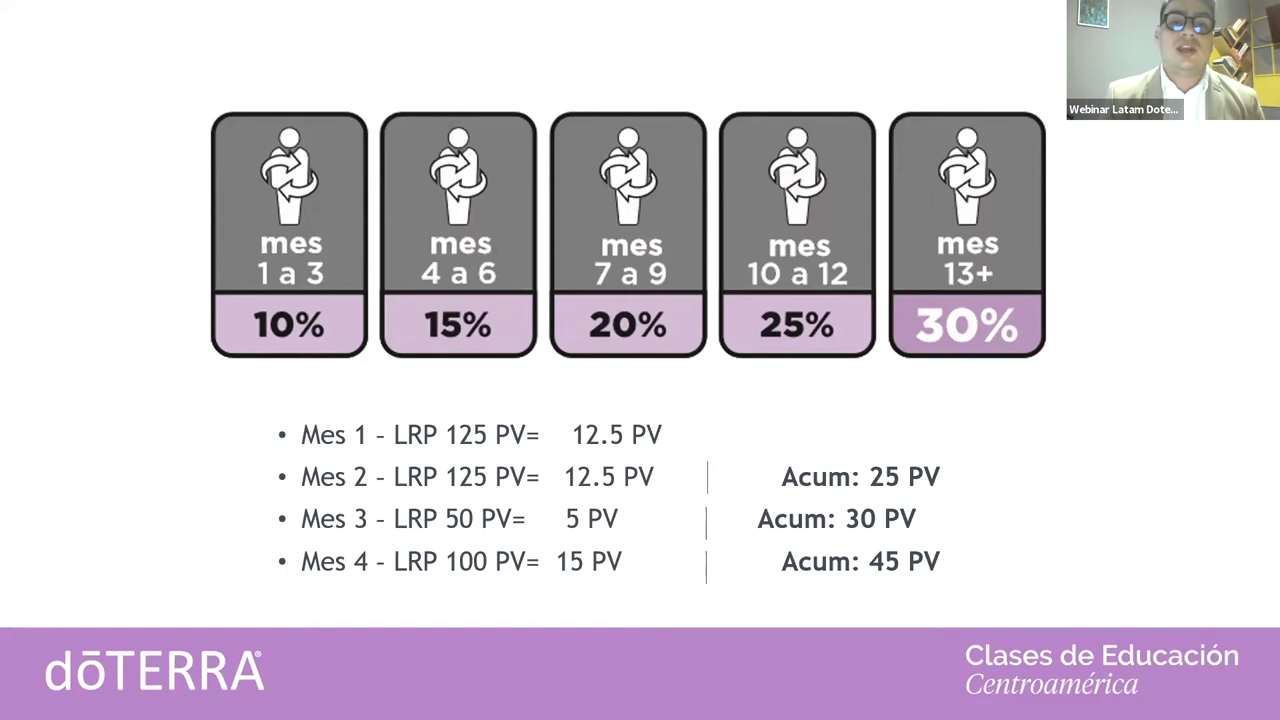 Webinar Latam Dote...
mes
1 a 3
10%
mes
4 a 6
15%
mes
7 a 9
20%
mes
10 a 12
25%
mes
13+
30%
• Mes 1 - LRP 125 PV= 12.5 PV
• Mes 2 - LRP 125 PV= 12.5 PV | Acum: 25 PV
• Mes 3 - LRP 50 PV= 5 PV | Acum: 30 PV
• Mes 4 - LRP 100 PV= 15 PV | Acum: 45 PV
dōTERRA®
Clases de Educación
Centroamérica